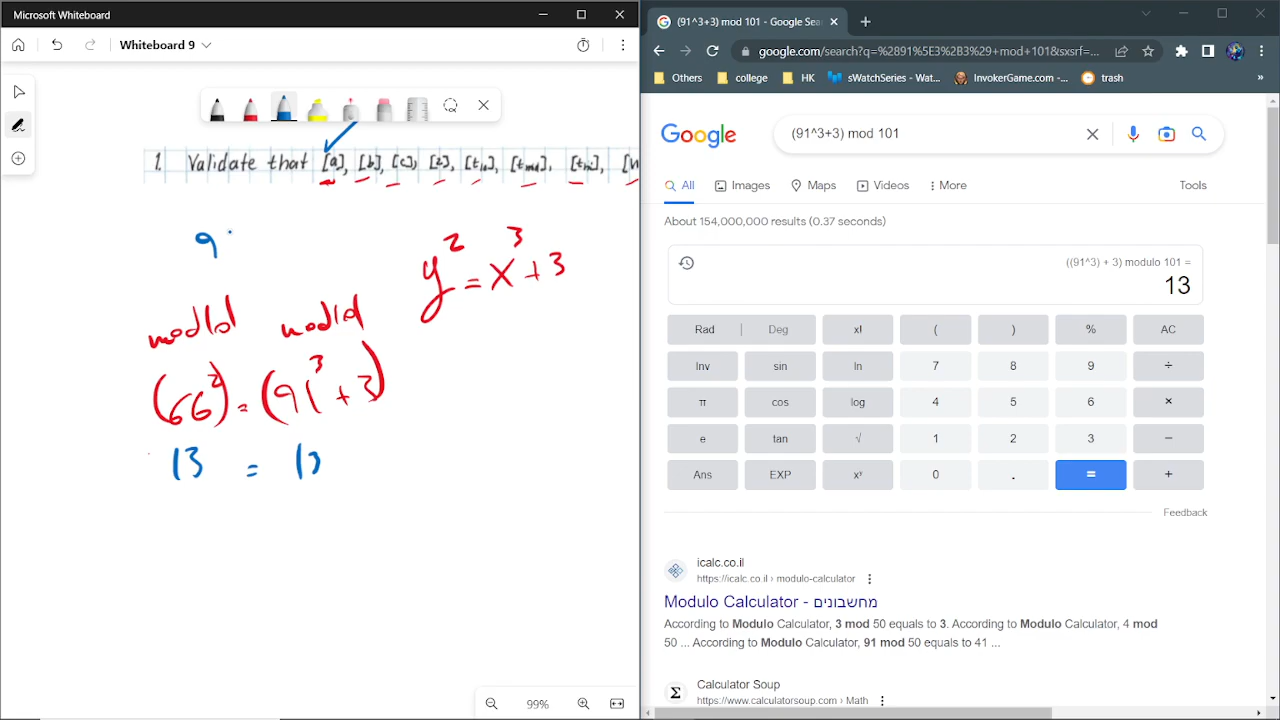 Microsoft Whiteboard
Whiteboard 9
1. Validate that [a], [b], [c], [z], [t_lo], [t_mid], [t_hi],
9
y² = x³ + 3
mod101 mod101
(66²) = (91³ + 3)
13 = 13
99%
(91^3+3) mod 101 - Google Sea
google.com/search?q=%2891%5E3%2B3%29+mod+101&sxsrf...
Others college HK sWatchSeries - Wat... InvokerGame.com -... trash »
Google (91^3+3) mod 101
All Images Maps Videos More Tools
About 154,000,000 results (0.37 seconds)
((91^3) + 3) modulo 101 =
13
Rad Deg x! ( ) % AC
Inv sin ln 7 8 9 ÷
π cos log 4 5 6 ×
e tan √ 1 2 3 −
Ans EXP xʸ 0 . = +
Feedback
icalc.co.il
https://icalc.co.il › modulo-calculator
Modulo Calculator - מחשבונים
According to Modulo Calculator, 3 mod 50 equals to 3. According to Modulo Calculator, 4 mod
50 ... According to Modulo Calculator, 91 mod 50 equals to 41 ...
Calculator Soup
https://www.calculatorsoup.com › Math